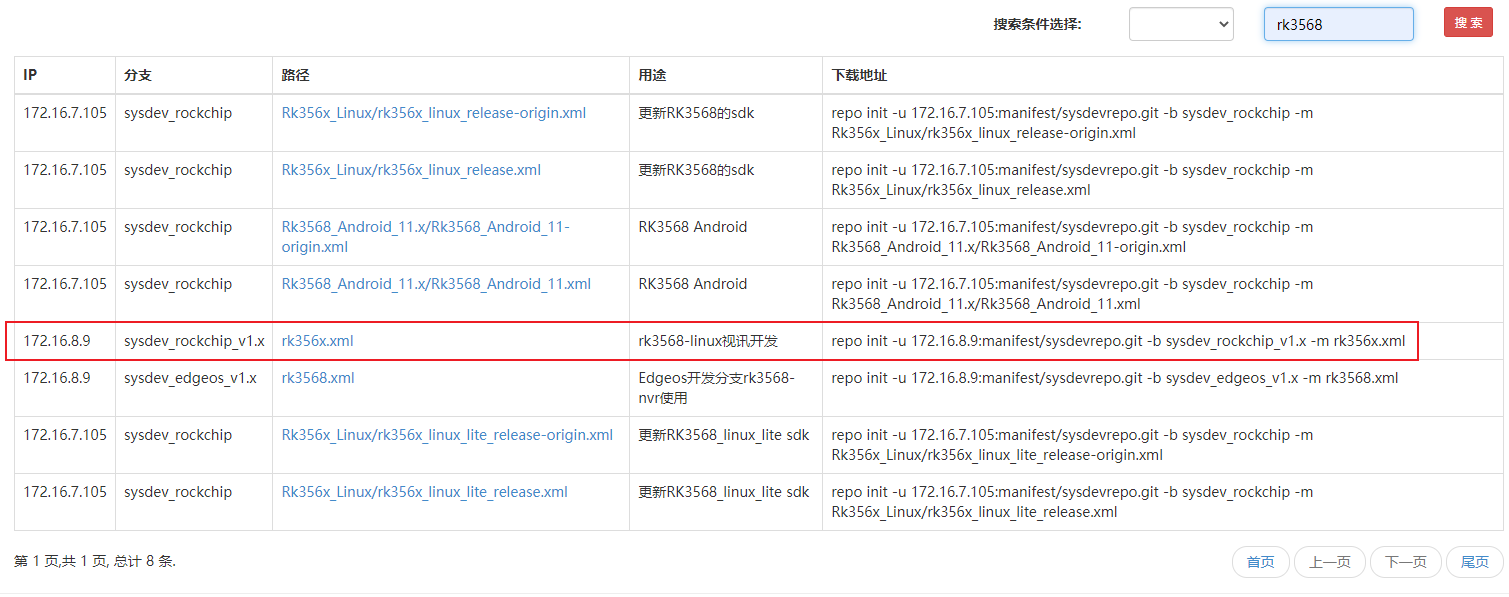 搜索条件选择: rk3568 搜 索
IP 分支 路径 用途 下载地址
172.16.7.105 sysdev_rockchip Rk356x_Linux/rk356x_linux_release-origin.xml 更新RK3568的sdk repo init -u 172.16.7.105:manifest/sysdevrepo.git -b sysdev_rockchip -m
Rk356x_Linux/rk356x_linux_release-origin.xml
172.16.7.105 sysdev_rockchip Rk356x_Linux/rk356x_linux_release.xml 更新RK3568的sdk repo init -u 172.16.7.105:manifest/sysdevrepo.git -b sysdev_rockchip -m
Rk356x_Linux/rk356x_linux_release.xml
172.16.7.105 sysdev_rockchip Rk3568_Android_11.x/Rk3568_Android_11- RK3568 Android repo init -u 172.16.7.105:manifest/sysdevrepo.git -b sysdev_rockchip -m
origin.xml Rk3568_Android_11.x/Rk3568_Android_11-origin.xml
172.16.7.105 sysdev_rockchip Rk3568_Android_11.x/Rk3568_Android_11.xml RK3568 Android repo init -u 172.16.7.105:manifest/sysdevrepo.git -b sysdev_rockchip -m
Rk3568_Android_11.x/Rk3568_Android_11.xml
172.16.8.9 sysdev_rockchip_v1.x rk356x.xml rk3568-linux视讯开发 repo init -u 172.16.8.9:manifest/sysdevrepo.git -b sysdev_rockchip_v1.x -m rk356x.xml
172.16.8.9 sysdev_edgeos_v1.x rk3568.xml Edgeos开发分支rk3568- repo init -u 172.16.8.9:manifest/sysdevrepo.git -b sysdev_edgeos_v1.x -m rk3568.xml
nvr使用
172.16.7.105 sysdev_rockchip Rk356x_Linux/rk356x_linux_lite_release-origin.xml 更新RK3568_linux_lite sdk repo init -u 172.16.7.105:manifest/sysdevrepo.git -b sysdev_rockchip -m
Rk356x_Linux/rk356x_linux_lite_release-origin.xml
172.16.7.105 sysdev_rockchip Rk356x_Linux/rk356x_linux_lite_release.xml 更新RK3568_linux_lite sdk repo init -u 172.16.7.105:manifest/sysdevrepo.git -b sysdev_rockchip -m
Rk356x_Linux/rk356x_linux_lite_release.xml
第 1 页,共 1 页, 总计 8 条. 首页 上一页 下一页 尾页